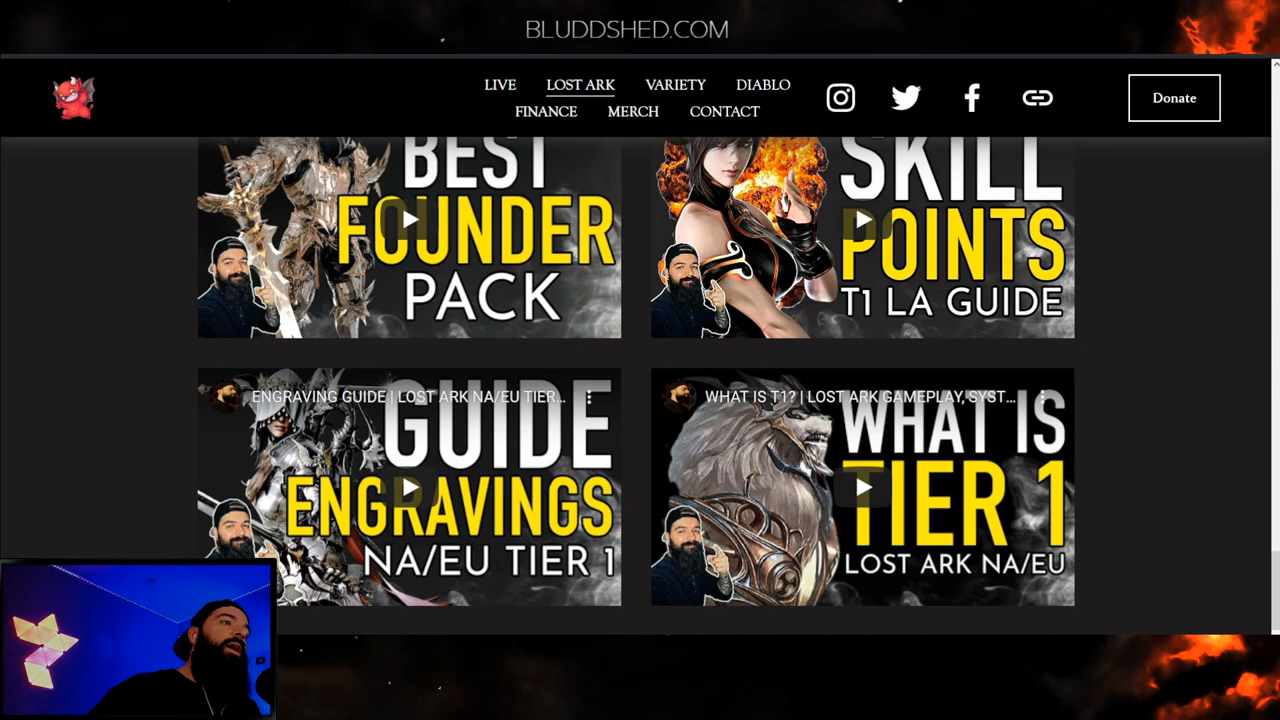 BLUDDSHED.COM
LIVE LOST ARK VARIETY DIABLO
FINANCE MERCH CONTACT
Donate
BEST
FOUNDER
PACK
SKILL
POINTS
T1 LA GUIDE
ENGRAVING GUIDE | LOST ARK NA/EU TIER...
GUIDE
ENGRAVINGS
NA/EU TIER 1
WHAT IS T1? | LOST ARK GAMEPLAY, SYST...
WHAT IS
TIER 1
LOST ARK NA/EU